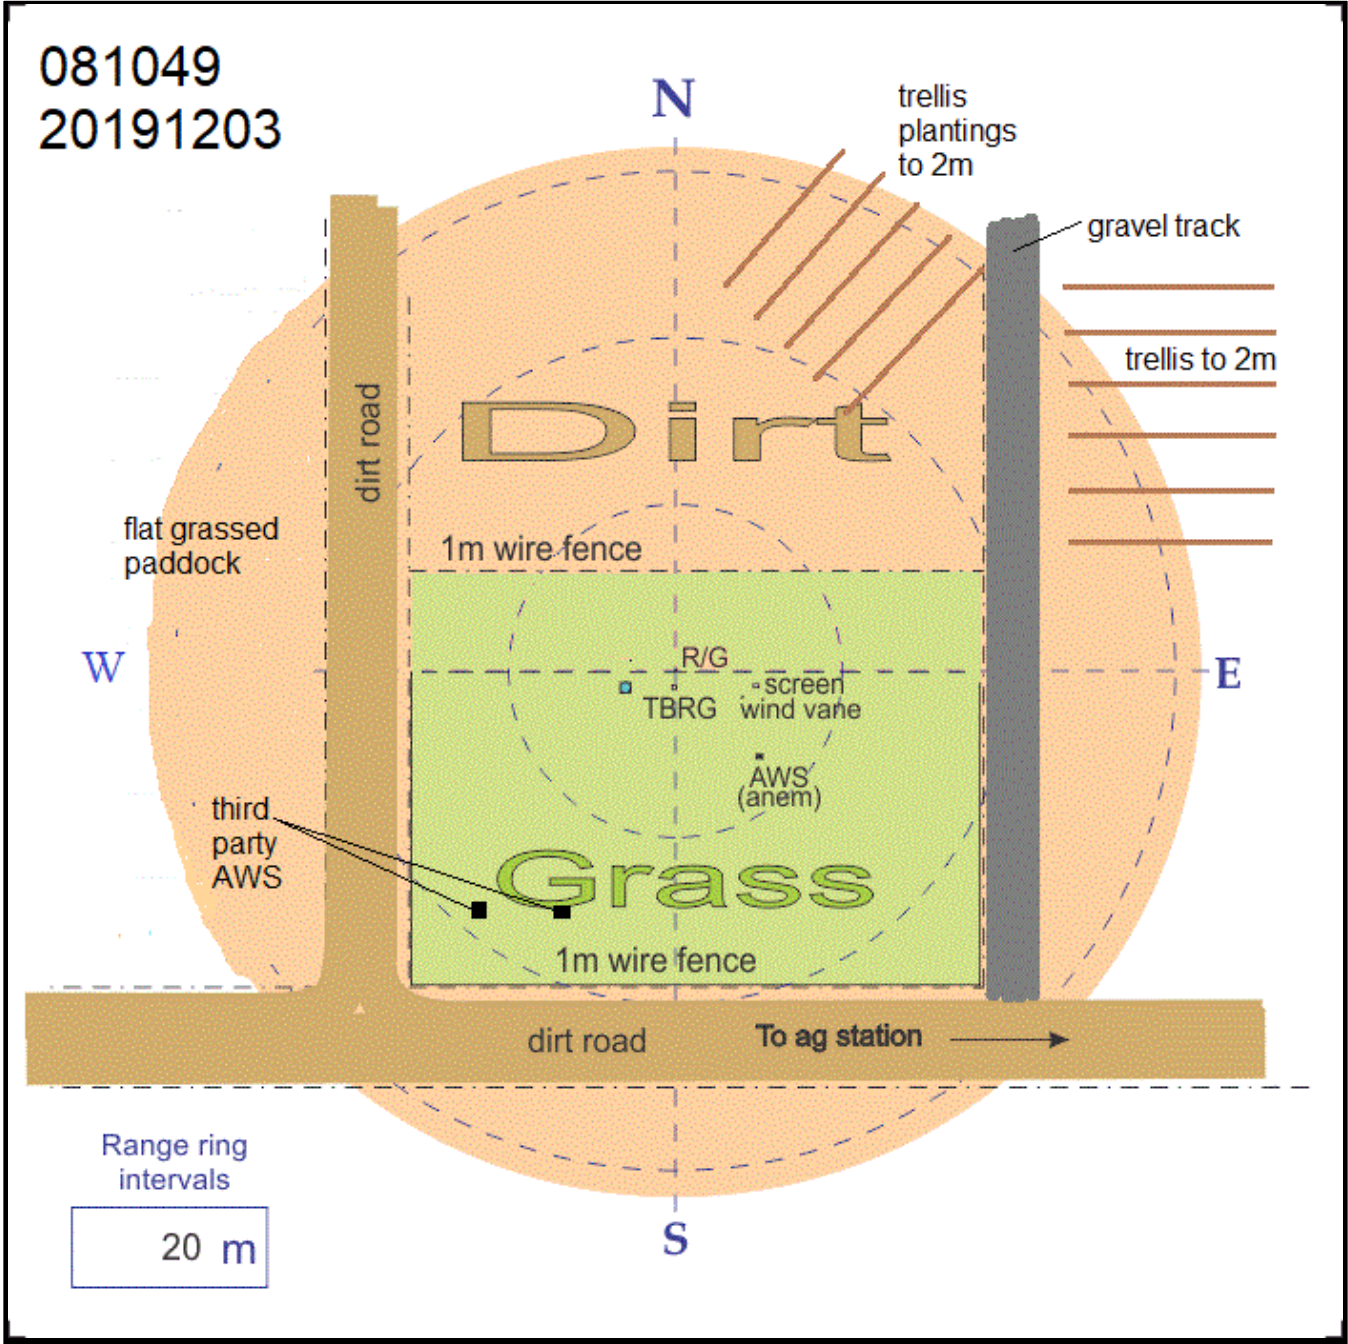 081049
20191203
N
trellis
plantings
to 2m
gravel track
trellis to 2m
dirt road
Dirt
flat grassed
paddock
1m wire fence
W
R/G
E
screen
TBRG
wind vane
AWS
(anem)
third
party
AWS
Grass
1m wire fence
dirt road
To ag station
Range ring
intervals
20 m
S